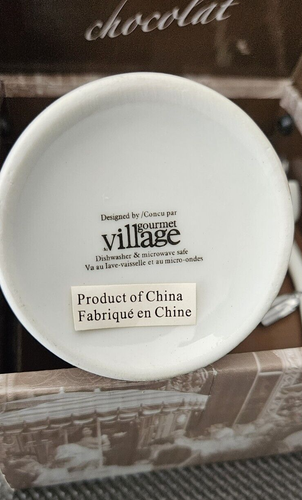 chocolat
Designed by /Concu par
gourmet
village
Dishwasher & microwave safe
Va au lave-vaisselle et au micro-ondes
Product of China
Fabriqué en Chine